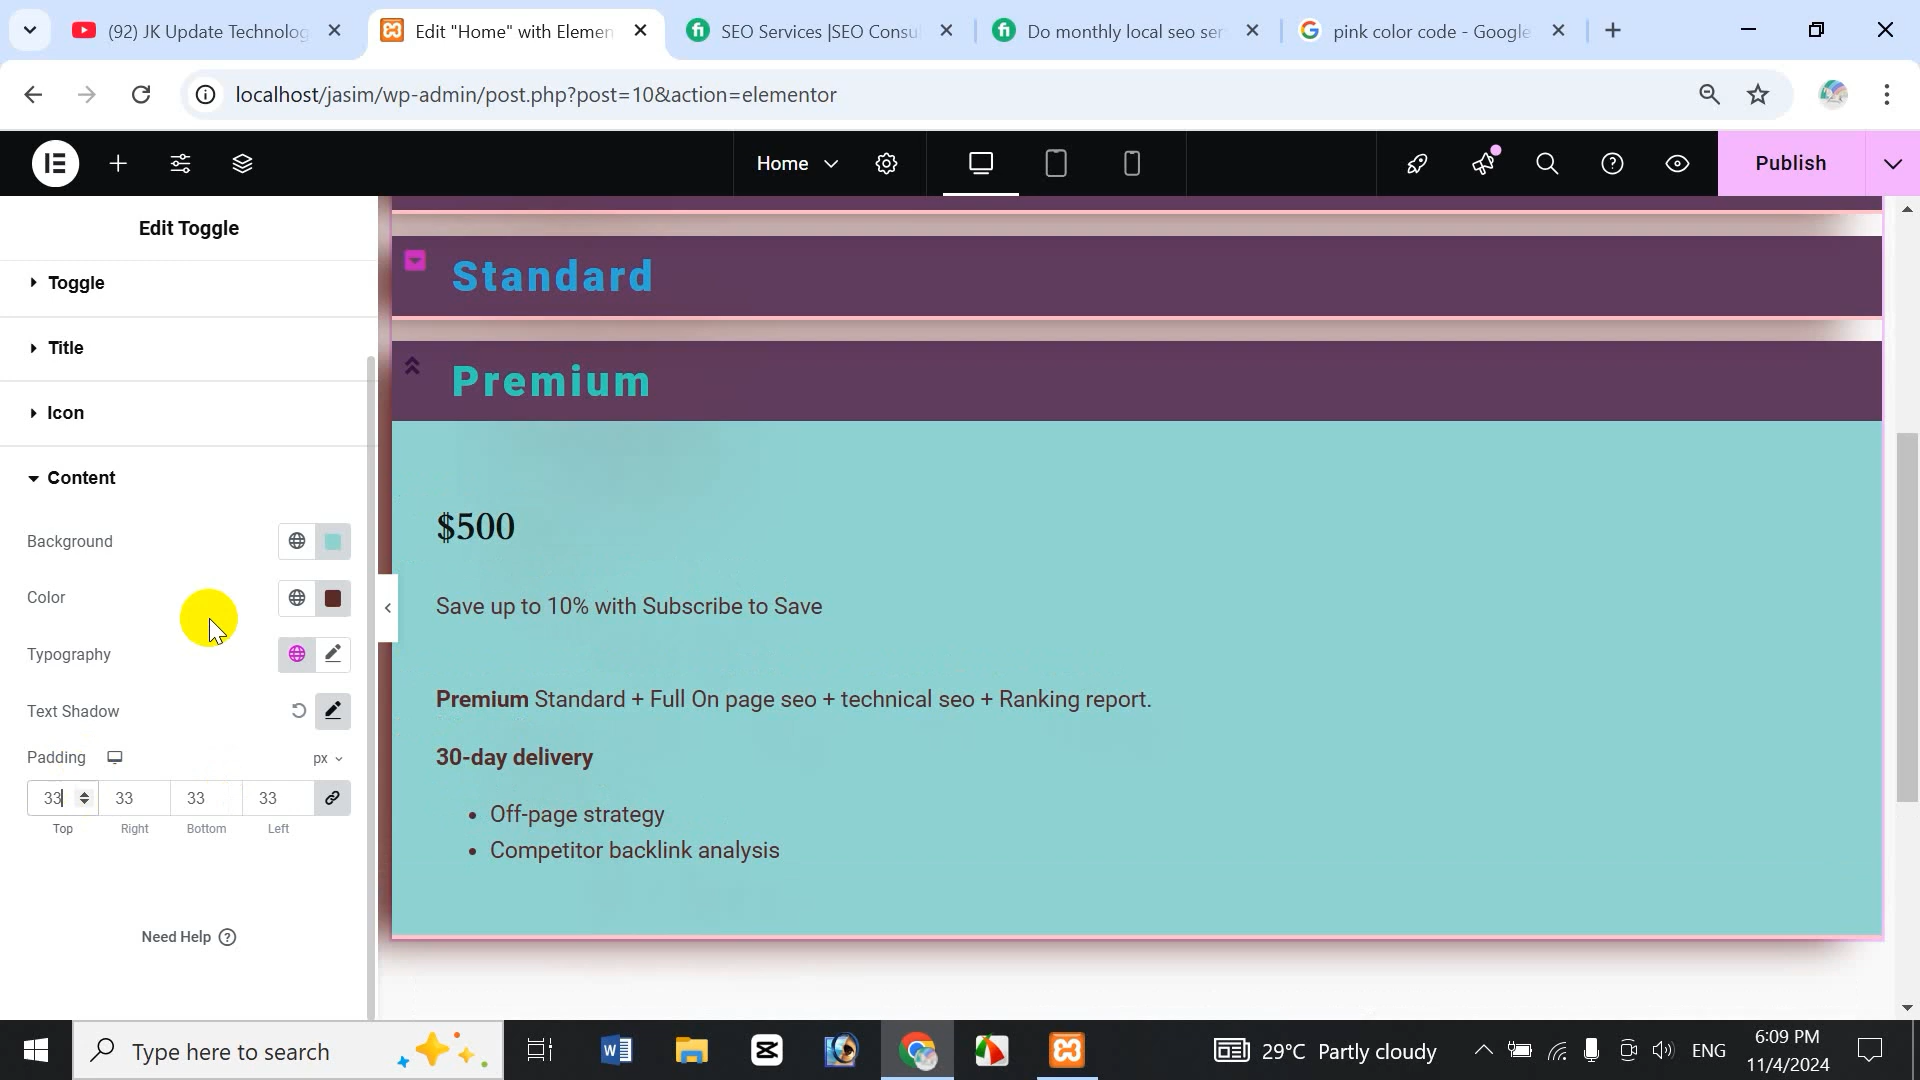 (92) JK Update Technolog
Edit "Home" with Elemen
SEO Services |SEO Consul
Do monthly local seo ser
pink color code - Google
localhost/jasim/wp-admin/post.php?post=10&action=elementor
Home
Publish
Edit Toggle
Toggle
Title
Icon
Content
Background
Color
Typography
Text Shadow
Padding
px
33
33
33
33
Top
Right
Bottom
Left
Need Help
Standard
Premium
$500
Save up to 10% with Subscribe to Save
Premium Standard + Full On page seo + technical seo + Ranking report.
30-day delivery
Off-page strategy
Competitor backlink analysis
Type here to search
29°C Partly cloudy
ENG
6:09 PM
11/4/2024